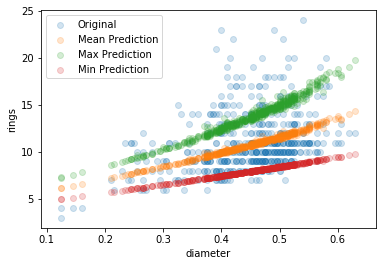 Original
Mean Prediction
Max Prediction
Min Prediction
25
20
15
10
5
rings
0.1 0.2 0.3 0.4 0.5 0.6
diameter